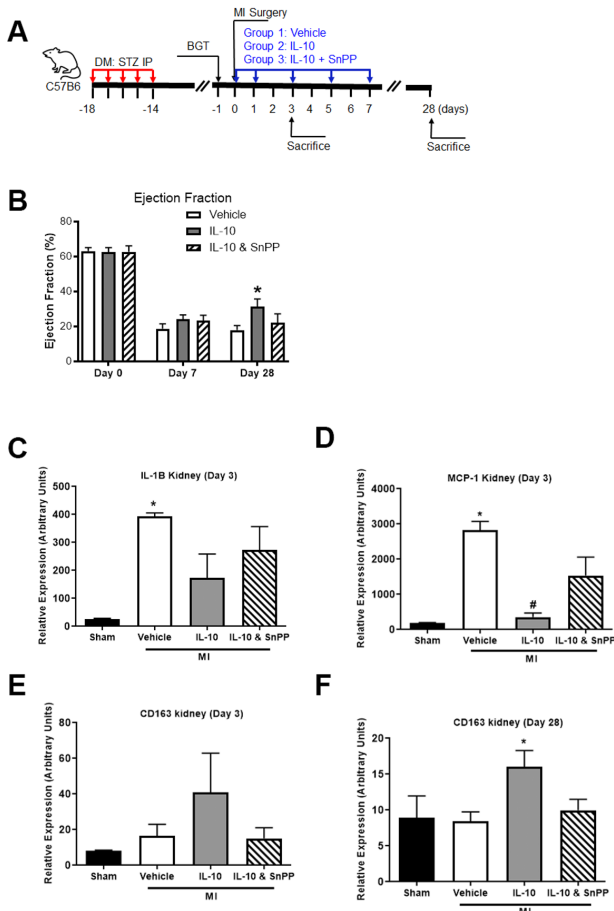 A
MI Surgery
Group 1: Vehicle
Group 2: IL-10
Group 3: IL-10 + SnPP
BGT
DM: STZ IP
C57B6
-18 -14 -1 0 1 2 3 4 5 6 7 28 (days)
Sacrifice Sacrifice
B
Ejection Fraction
Vehicle
IL-10
IL-10 & SnPP
Ejection Fraction (%)
80
60
40
20
0
*
Day 0 Day 7 Day 28
C
IL-1B Kidney (Day 3)
Relative Expression (Arbitrary Units)
500
400
300
200
100
0
*
Sham Vehicle IL-10 IL-10 & SnPP
MI
D
MCP-1 Kidney (Day 3)
Relative Expression (Arbitrary Units)
4000
3000
2000
1000
0
*
#
Sham Vehicle IL-10 IL-10 & SnPP
MI
E
CD163 kidney (Day 3)
Relative Expression (Arbitrary Units)
80
60
40
20
0
Sham Vehicle IL-10 IL-10 & SnPP
MI
F
CD163 kidney (Day 28)
Relative Expression (Arbitrary Units)
20
15
10
5
0
*
Sham Vehicle IL-10 IL-10 & SnPP
MI